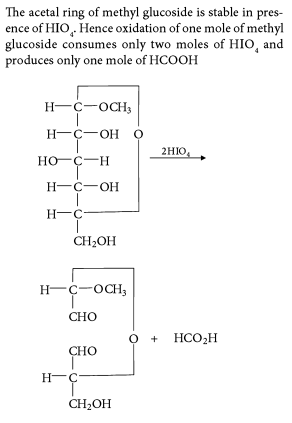 The acetal ring of methyl glucoside is stable in pres-
ence of HIO4. Hence oxidation of one mole of methyl
glucoside consumes only two moles of HIO4 and
produces only one mole of HCOOH
H—C—OCH3
H—C—OH O
HO—C—H
2HIO4
H—C—OH
H—C
CH2OH
H—C—OCH3
CHO
O + HCO2H
CHO
H—C
CH2OH